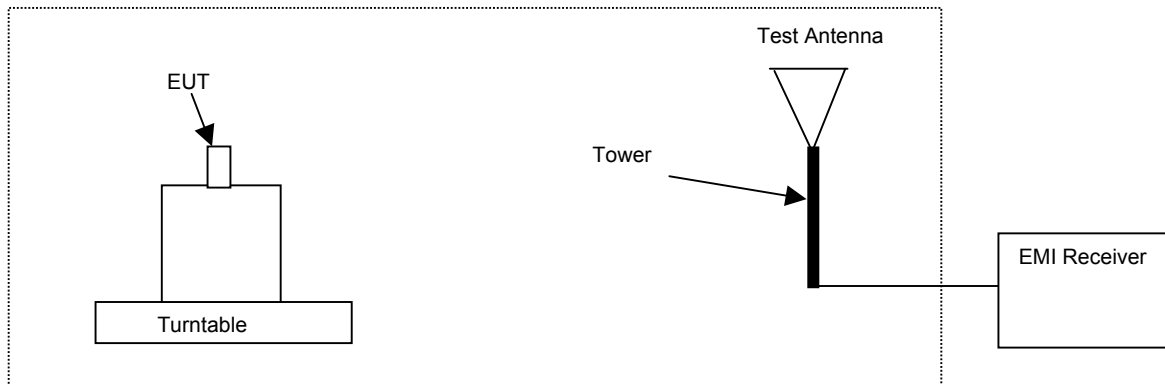 Test Antenna
EUT
Tower
EMI Receiver
Turntable